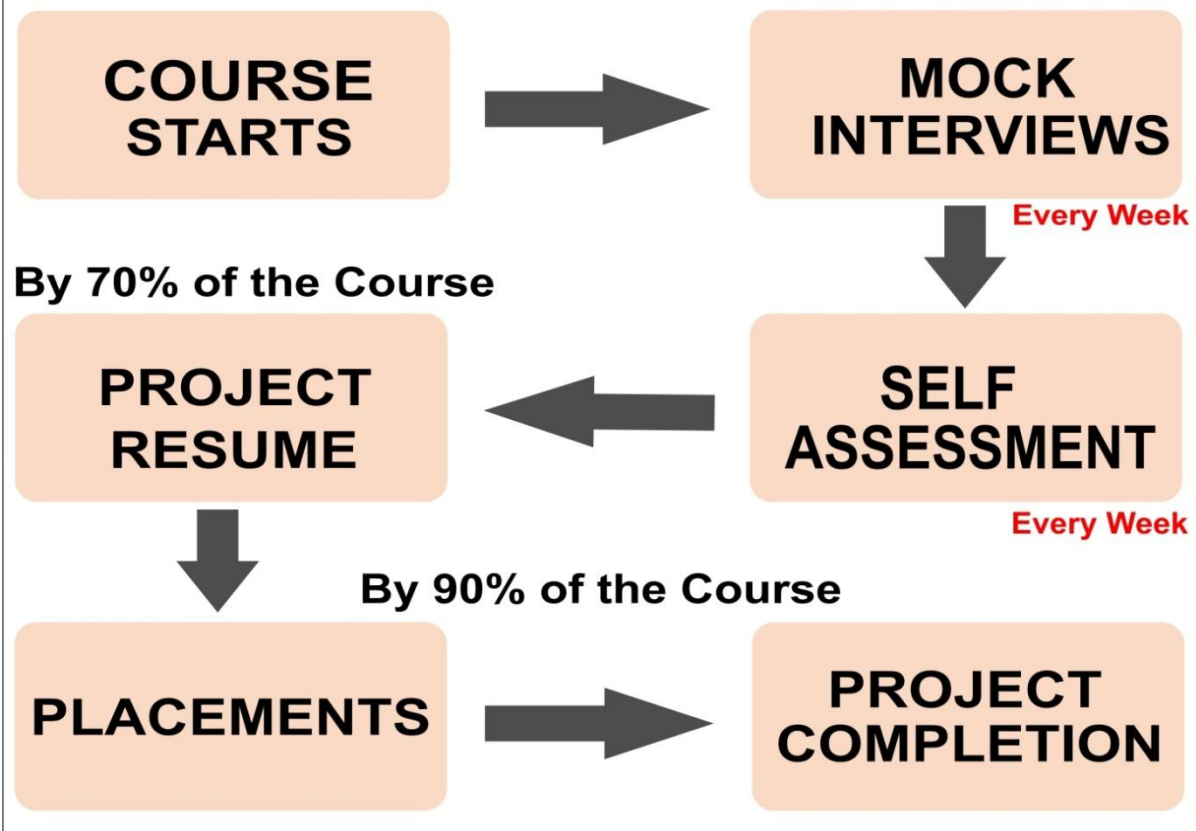 COURSE
STARTS
MOCK
INTERVIEWS
Every Week
SELF
ASSESSMENT
Every Week
By 70% of the Course
PROJECT
RESUME
PLACEMENTS
By 90% of the Course
PROJECT
COMPLETION